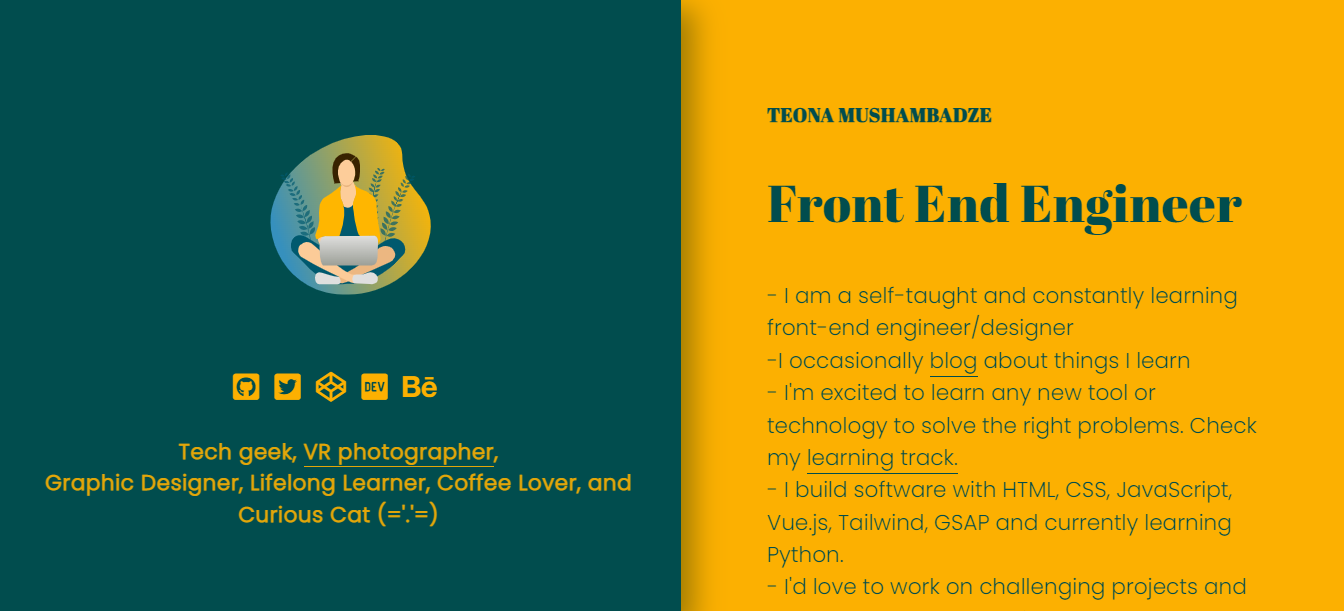 DEV
Bē
Tech geek, VR photographer,
Graphic Designer, Lifelong Learner, Coffee Lover, and
Curious Cat (='.'=)
TEONA MUSHAMBADZE
Front End Engineer
- I am a self-taught and constantly learning
front-end engineer/designer
-I occasionally blog about things I learn
- I'm excited to learn any new tool or
technology to solve the right problems. Check
my learning track.
- I build software with HTML, CSS, JavaScript,
Vue.js, Tailwind, GSAP and currently learning
Python.
- I'd love to work on challenging projects and